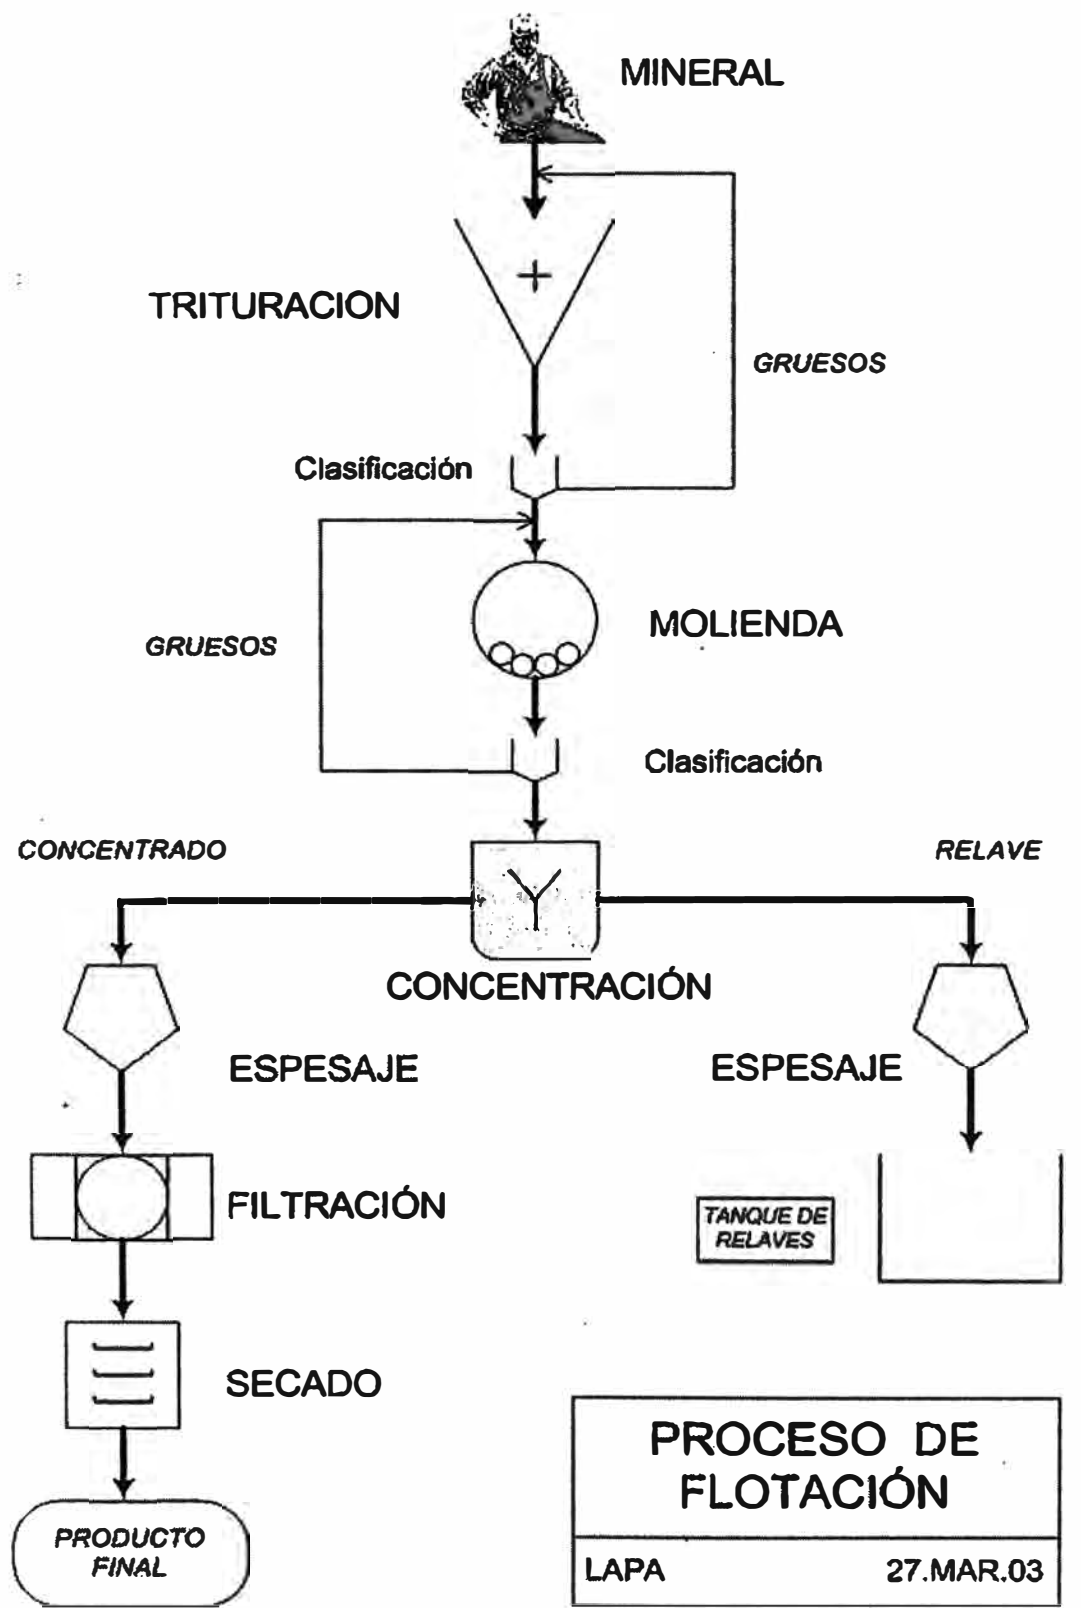 MINERAL
TRITURACION
GRUESOS
Clasificación
MOLIENDA
GRUESOS
Clasificación
CONCENTRADO
RELAVE
CONCENTRACIÓN
ESPESAJE
ESPESAJE
FILTRACIÓN
TANQUE DE
RELAVES
SECADO
PROCESO DE
FLOTACIÓN
PRODUCTO
FINAL
LAPA 27.MAR.03